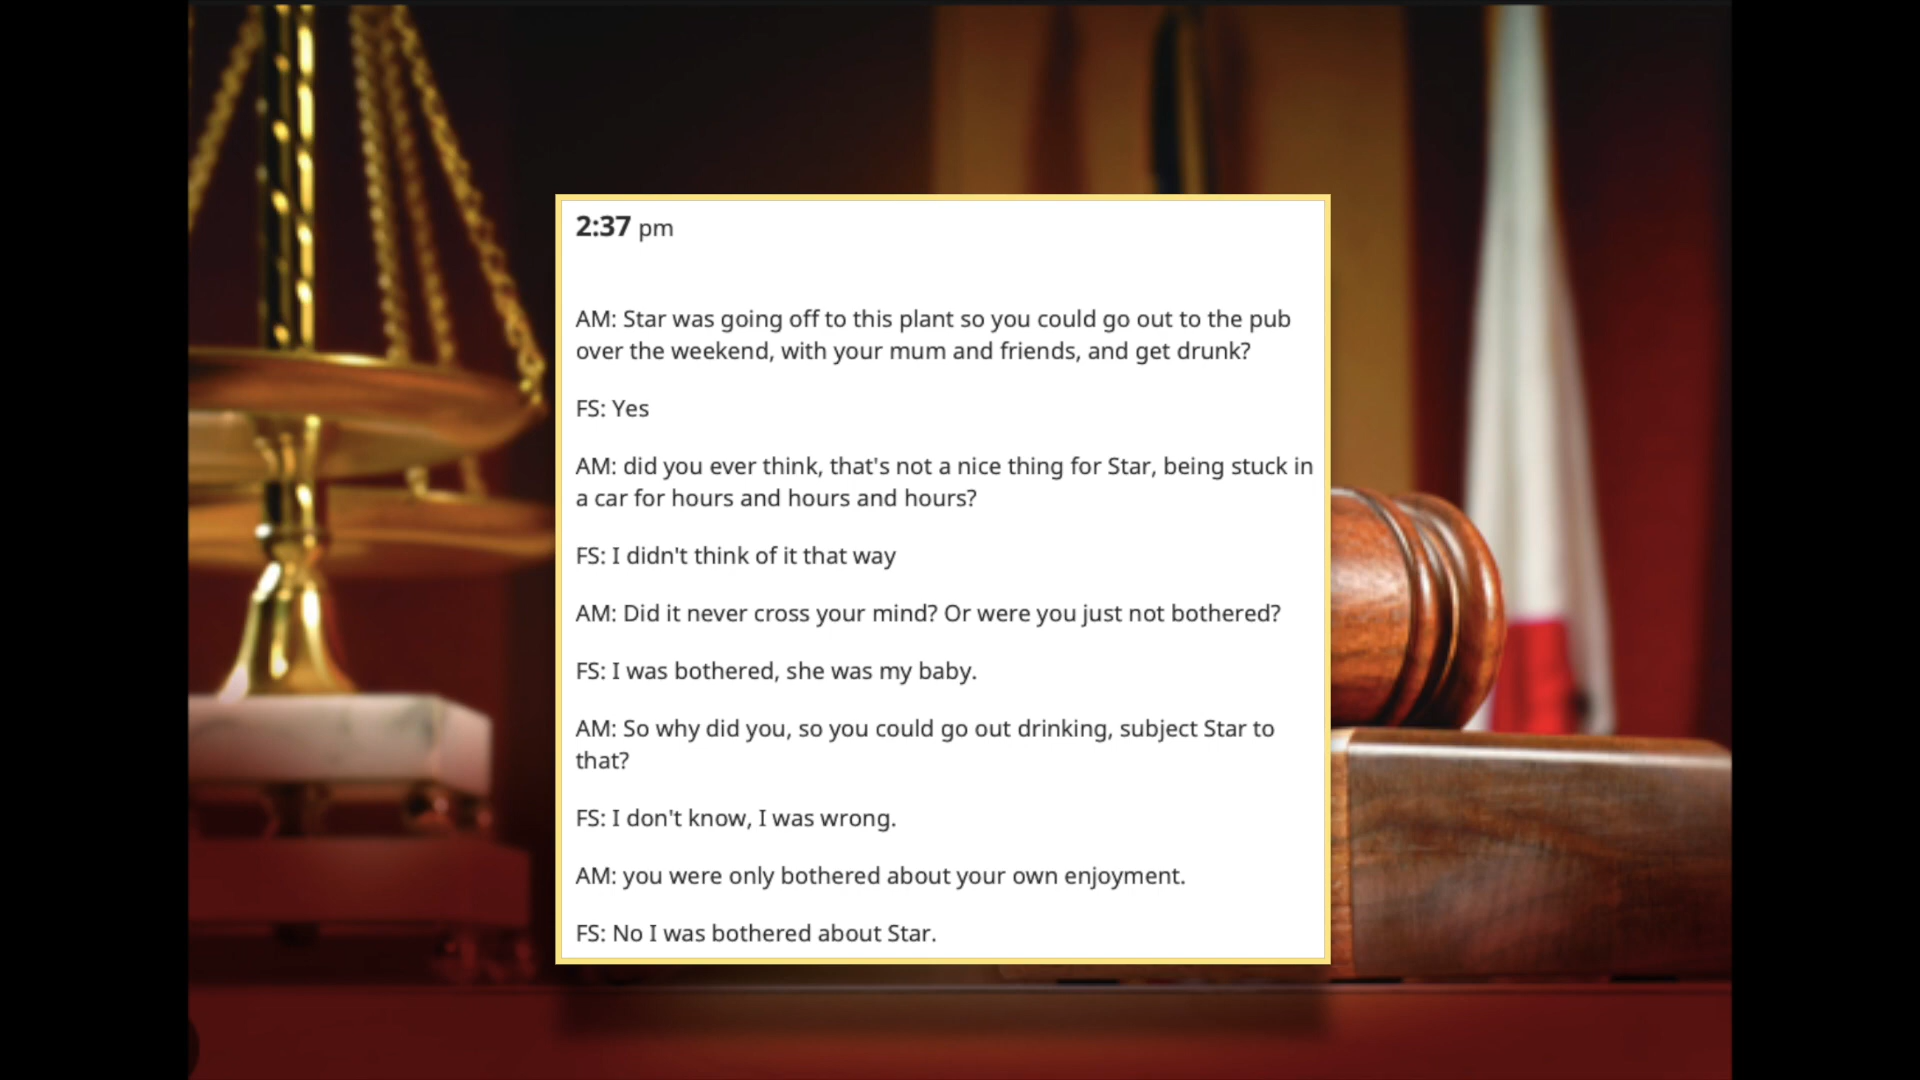 2:37 pm
AM: Star was going off to this plant so you could go out to the pub
over the weekend, with your mum and friends, and get drunk?
FS: Yes
AM: did you ever think, that's not a nice thing for Star, being stuck in
a car for hours and hours and hours?
FS: I didn't think of it that way
AM: Did it never cross your mind? Or were you just not bothered?
FS: I was bothered, she was my baby.
AM: So why did you, so you could go out drinking, subject Star to
that?
FS: I don't know, I was wrong.
AM: you were only bothered about your own enjoyment.
FS: No I was bothered about Star.